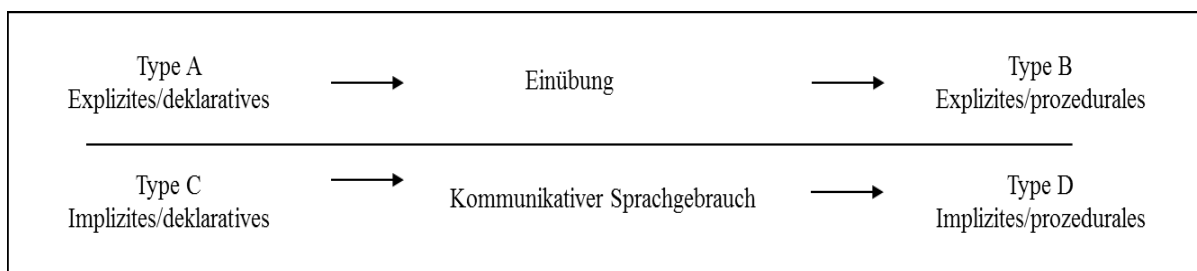 Type A
Explizites/deklaratives
Einübung
Type B
Explizites/prozedurales
Type C
Implizites/deklaratives
Kommunikativer Sprachgebrauch
Type D
Implizites/prozedurales